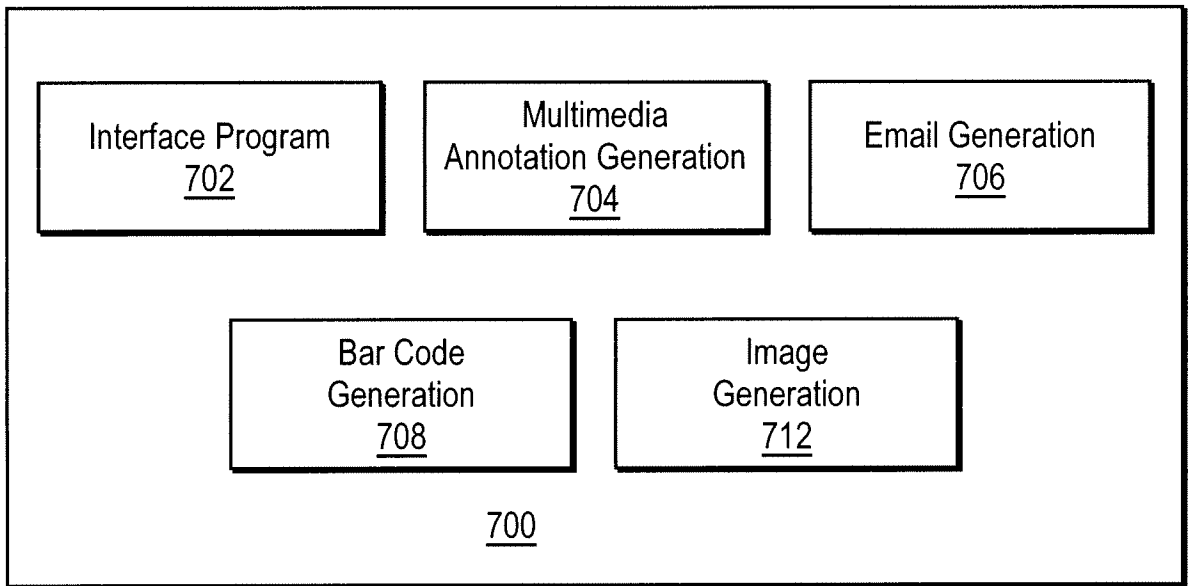 Interface Program
702
Multimedia
Annotation Generation
704
Email Generation
706
Bar Code
Generation
708
Image
Generation
712
700